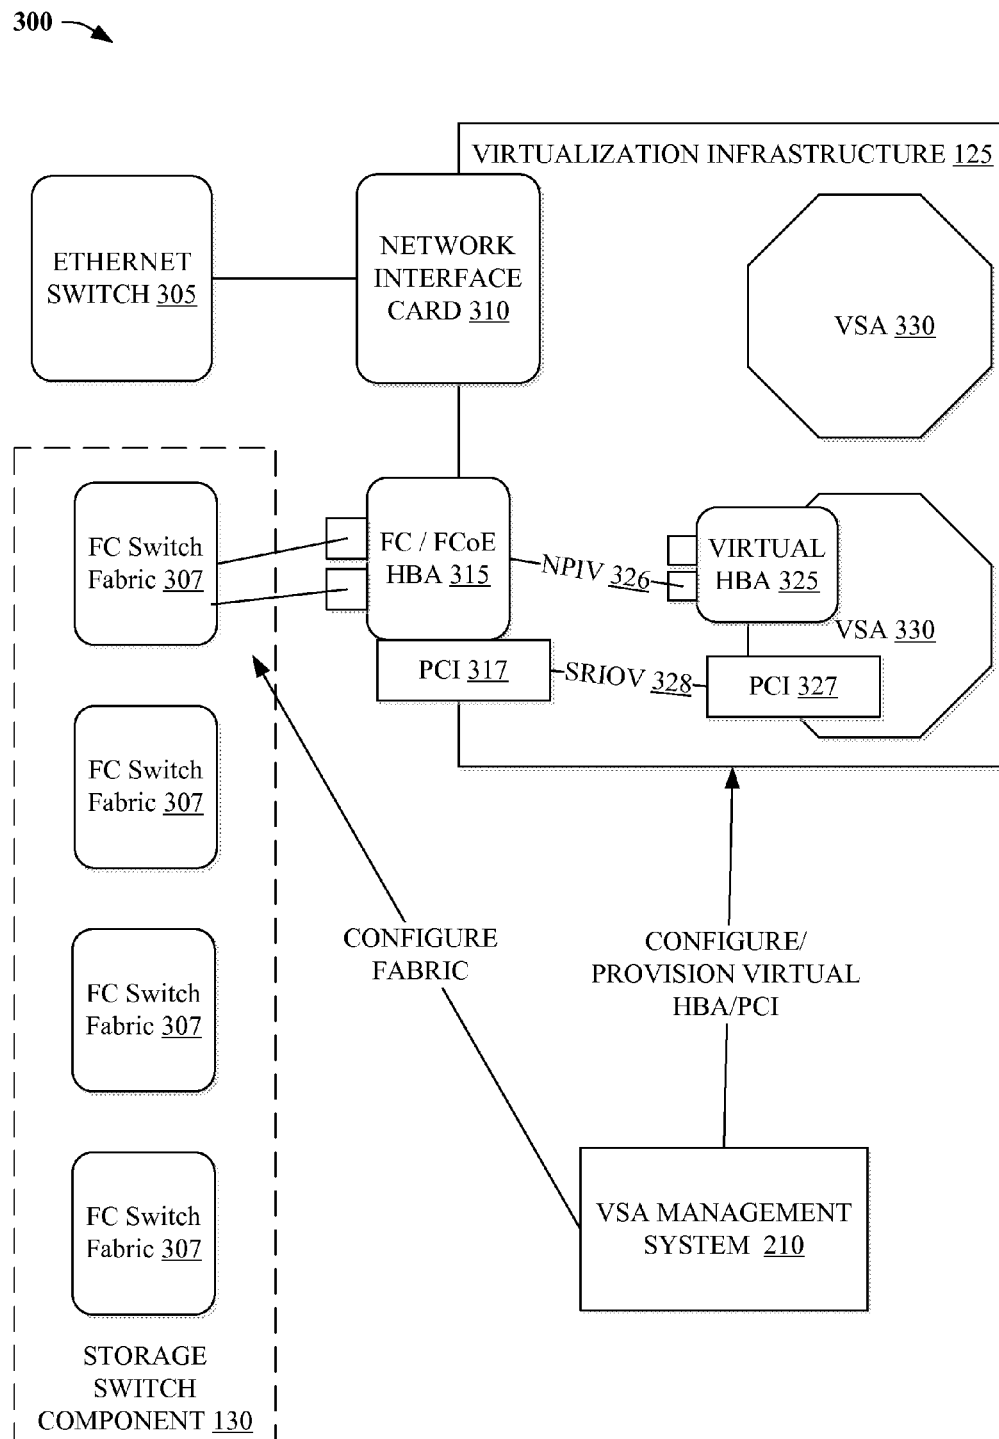 300
VIRTUALIZATION INFRASTRUCTURE 125
ETHERNET
SWITCH 305
NETWORK
INTERFACE
CARD 310
VSA 330
FC Switch
Fabric 307
FC / FCoE
HBA 315
NPIV 326
VIRTUAL
HBA 325
VSA 330
PCI 317
SRIOV 328
PCI 327
FC Switch
Fabric 307
CONFIGURE
FABRIC
CONFIGURE/
PROVISION VIRTUAL
HBA/PCI
FC Switch
Fabric 307
FC Switch
Fabric 307
VSA MANAGEMENT
SYSTEM 210
STORAGE
SWITCH
COMPONENT 130